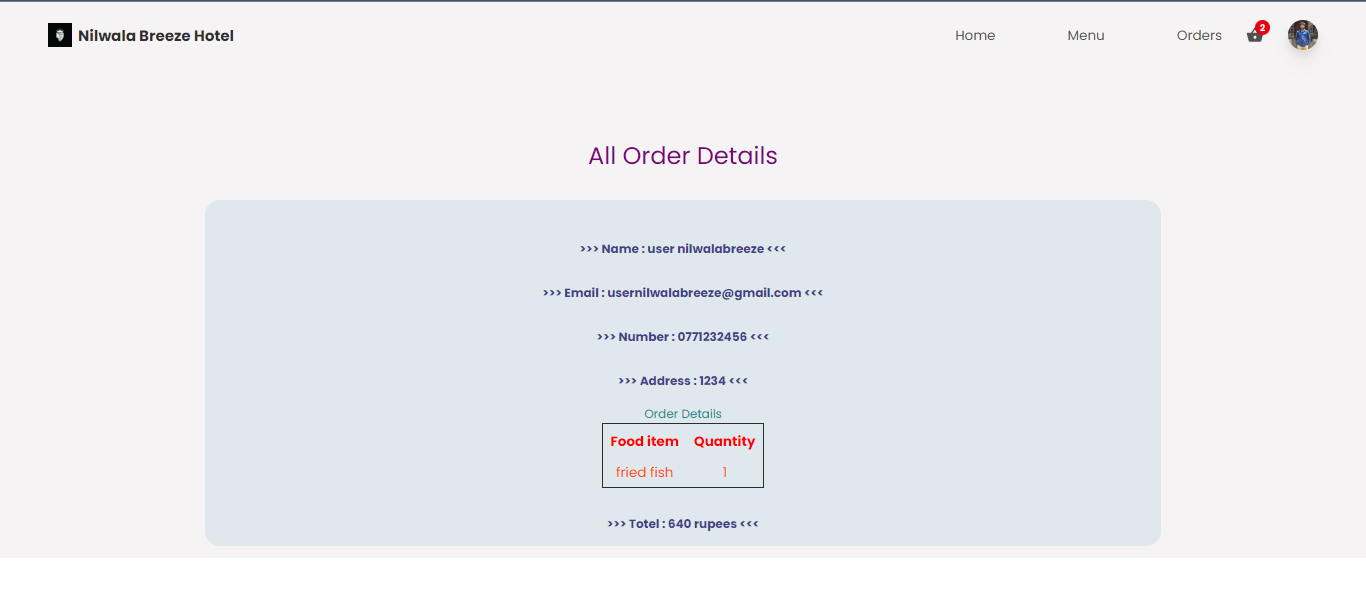 Nilwala Breeze Hotel
Home Menu Orders 2
All Order Details
>>> Name : user nilwalabreeze <<<
>>> Email : usernilwalabreeze@gmail.com <<<
>>> Number : 0771232456 <<<
>>> Address : 1234 <<<
Order Details
Food item Quantity
fried fish 1
>>> Totel : 640 rupees <<<